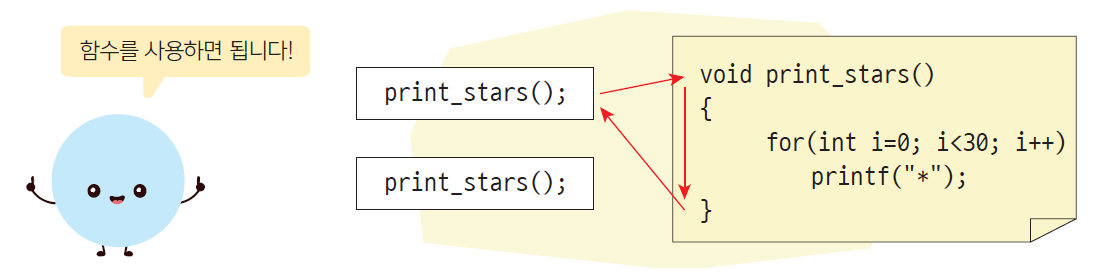 함수를 사용하면 됩니다!
print_stars();
print_stars();
void print_stars()
{
for(int i=0; i<30; i++)
printf("*");
}